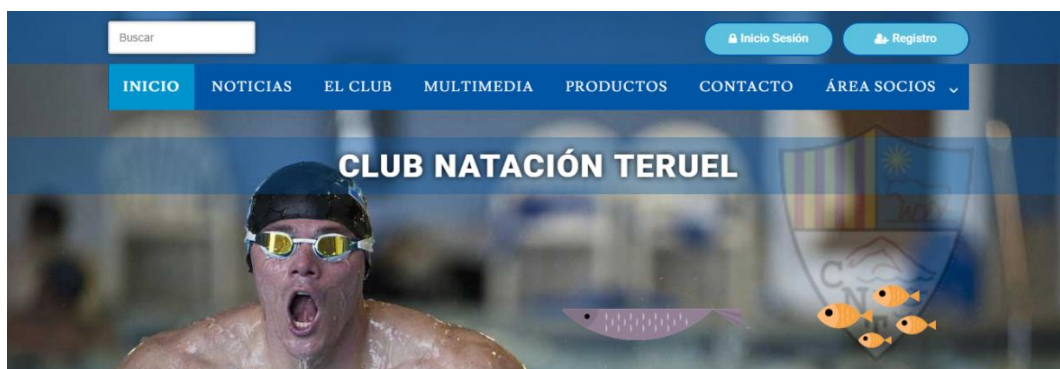 Buscar
Inicio Sesión
Registro
INICIO NOTICIAS EL CLUB MULTIMEDIA PRODUCTOS CONTACTO ÁREA SOCIOS
CLUB NATACIÓN TERUEL
C N